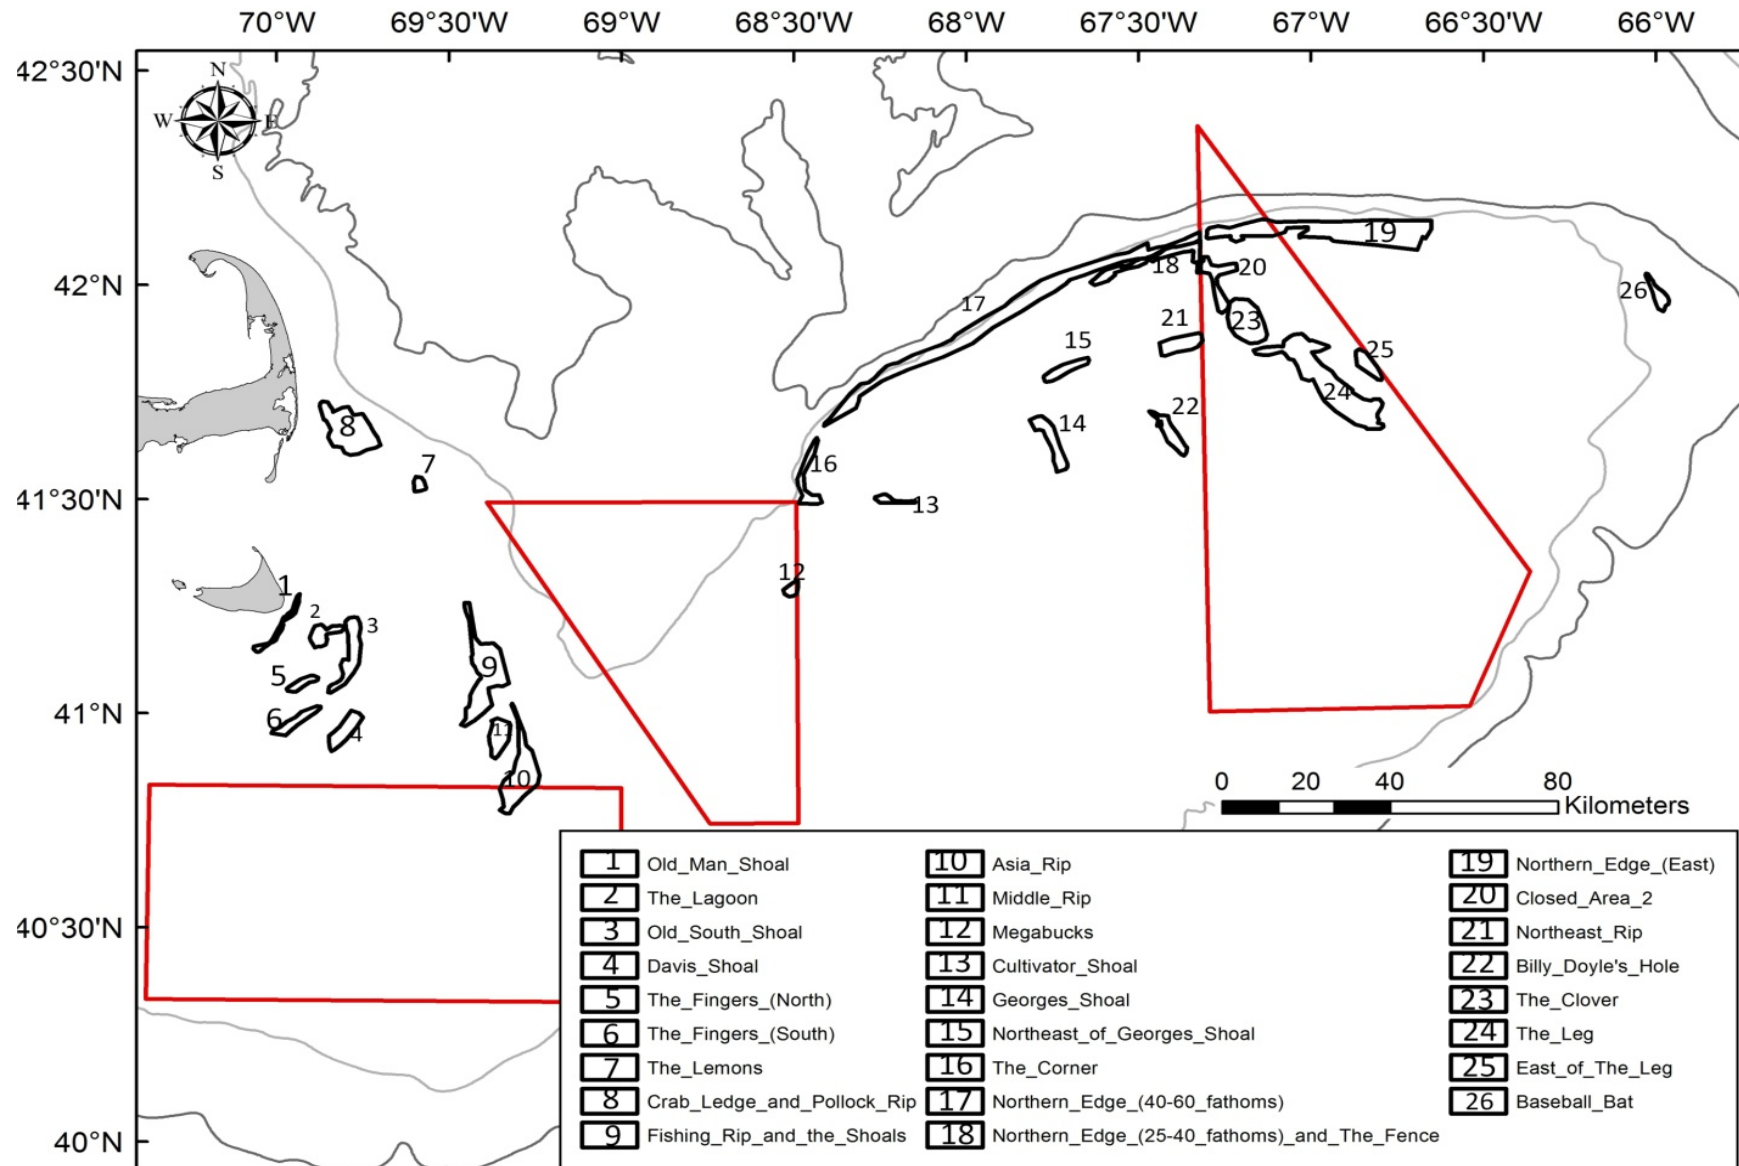 70°W 69°30'W 69°W 68°30'W 68°W 67°30'W 67°W 66°30'W 66°W
42°30'N
N
W E
S
19
18 20
42°N
26
17
21 23
15
25
24
22
14
8
7
16
41°30'N
13
12
1
2
3
9
5
6
4
11
41°N
10
0 20 40 80
Kilometers
40°30'N
40°N
1 Old_Man_Shoal
2 The_Lagoon
3 Old_South_Shoal
4 Davis_Shoal
5 The_Fingers_(North)
6 The_Fingers_(South)
7 The_Lemons
8 Crab_Ledge_and_Pollock_Rip
9 Fishing_Rip_and_the_Shoals
10 Asia_Rip
11 Middle_Rip
12 Megabucks
13 Cultivator_Shoal
14 Georges_Shoal
15 Northeast_of_Georges_Shoal
16 The_Corner
17 Northern_Edge_(40-60_fathoms)
18 Northern_Edge_(25-40_fathoms)_and_The_Fence
19 Northern_Edge_(East)
20 Closed_Area_2
21 Northeast_Rip
22 Billy_Doyle's_Hole
23 The_Clover
24 The_Leg
25 East_of_The_Leg
26 Baseball_Bat